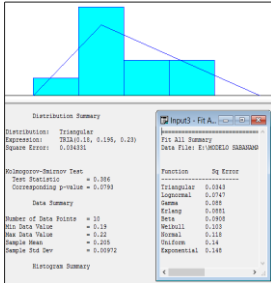 Distribution Summary
Distribution: Triangular
Expression: TRIA(0.18, 0.195, 0.23)
Square Error: 0.034331
Kolmogorov-Smirnov Test
Test Statistic = 0.386
Corresponding p-value = 0.0793
Data Summary
Number of Data Points = 10
Min Data Value = 0.19
Max Data Value = 0.22
Sample Mean = 0.205
Sample Std Dev = 0.00972
Histogram Summary
Input3 - Fit A...
Fit All Summary
Data File: E:\MODELO SABANAND
Function Sq Error
Triangular 0.0343
Lognormal 0.0747
Gamma 0.088
Erlang 0.0881
Beta 0.0908
Weibull 0.103
Normal 0.118
Uniform 0.14
Exponential 0.148